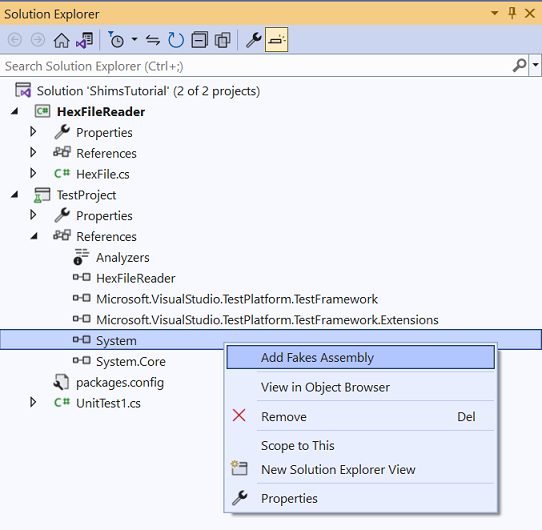 Solution Explorer
Search Solution Explorer (Ctrl+;)
Solution 'ShimsTutorial' (2 of 2 projects)
C# HexFileReader
Properties
References
C# HexFile.cs
TestProject
Properties
References
Analyzers
HexFileReader
Microsoft.VisualStudio.TestPlatform.TestFramework
Microsoft.VisualStudio.TestPlatform.TestFramework.Extensions
System
System.Core
packages.config
C# UnitTest1.cs
Add Fakes Assembly
View in Object Browser
Remove Del
Scope to This
New Solution Explorer View
Properties